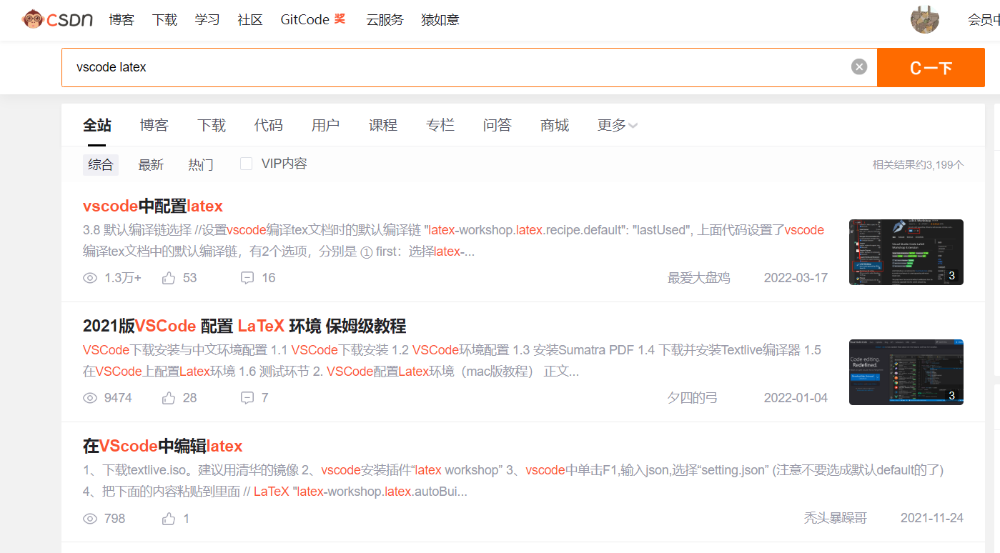 CSDN 博客 下载 学习 社区 GitCode 奖 云服务 猿如意 会员中
vscode latex C一下
全站 博客 下载 代码 用户 课程 专栏 问答 商城 更多
综合 最新 热门 VIP内容 相关结果约3,199个
vscode中配置latex
3.8 默认编译链选择 //设置vscode编译tex文档时的默认编译链 "latex-workshop.latex.recipe.default": "lastUsed", 上面代码设置了vscode
编译tex文档中的默认编译链，有2个选项，分别是 ① first：选择latex-...
1.3万+ 53 16 最爱大盘鸡 2022-03-17 3
2021版VSCode 配置 LaTeX 环境 保姆级教程
VSCode下载安装与中文环境配置 1.1 VSCode下载安装 1.2 VSCode环境配置 1.3 安装Sumatra PDF 1.4 下载并安装Textlive编译器 1.5
在VSCode上配置Latex环境 1.6 测试环节 2. VSCode配置Latex环境（mac版教程） 正文...
Code editing.
Redefined.
9474 28 7 夕四的弓 2022-01-04 3
在VScode中编辑latex
1、下载textlive.iso。建议用清华的镜像 2、vscode安装插件“latex workshop” 3、vscode中单击F1,输入json,选择“setting.json” (注意不要选成默认default的了)
4、把下面的内容粘贴到里面 // LaTeX "latex-workshop.latex.autoBui...
798 1 秃头暴躁哥 2021-11-24